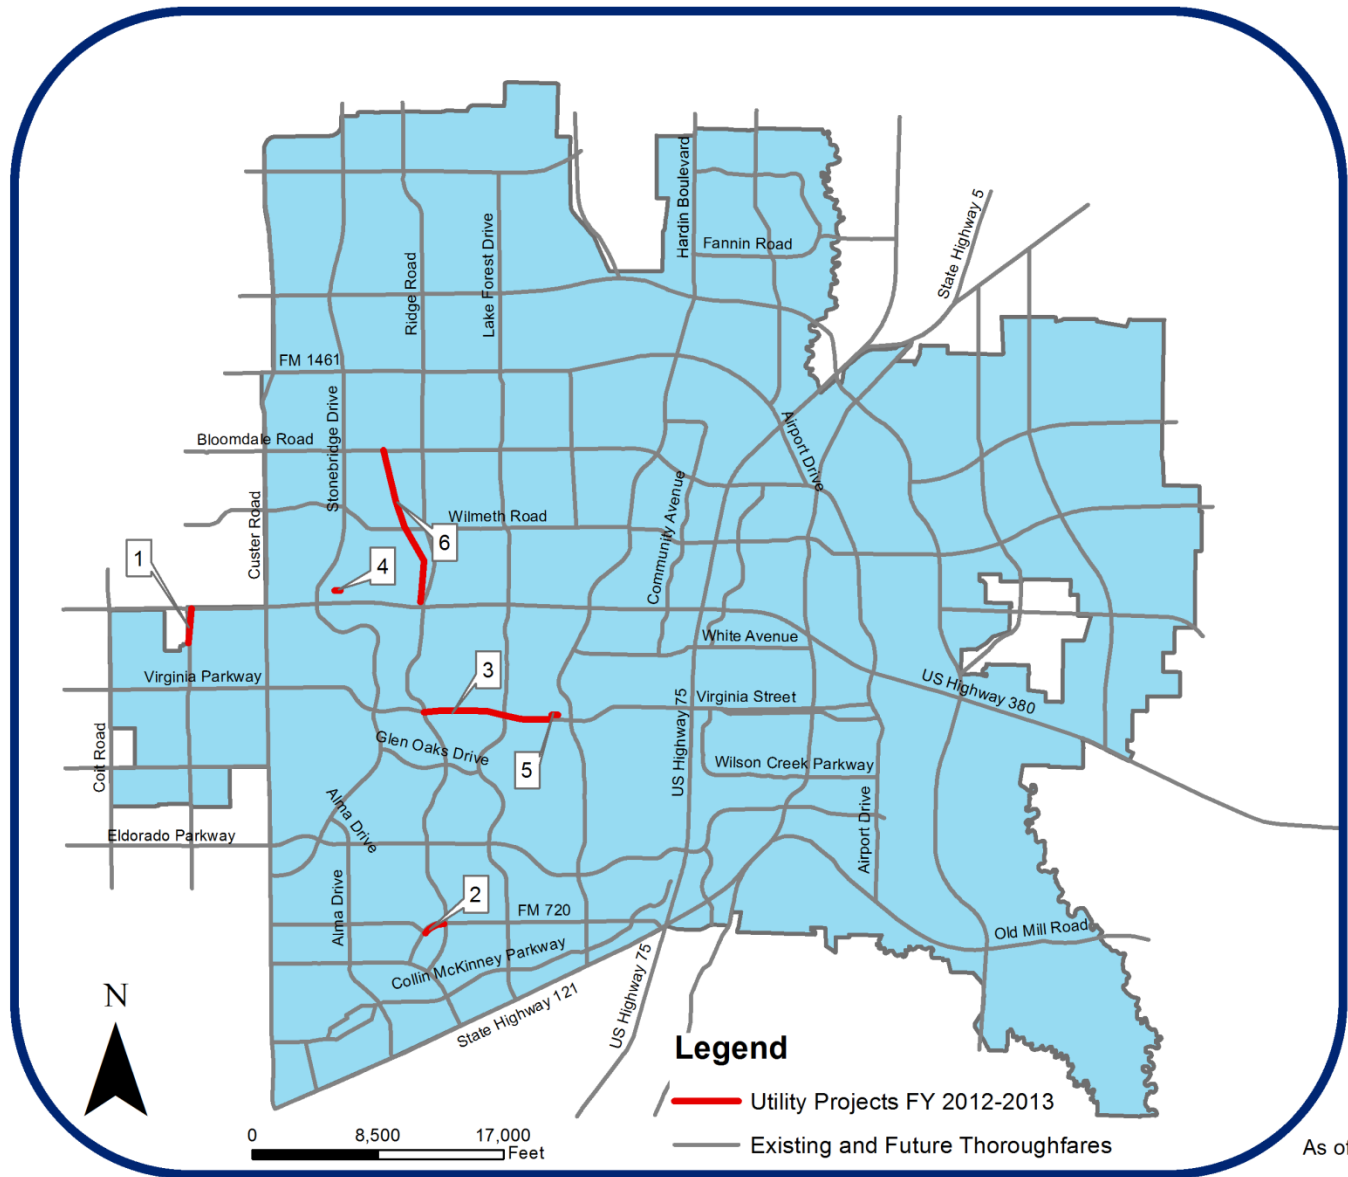 Hardin Boulevard
State Highway 5
Fannin Road
Lake Forest Drive
Ridge Road
FM 1461
Stonebridge Drive
Airport Drive
Bloomdale Road
Community Avenue
Custer Road
Wilmeth Road
6
1
4
White Avenue
Virginia Parkway
3
US Highway 380
Virginia Street
US Highway 75
Glen Oaks Drive
5
Wilson Creek Parkway
Coit Road
Alma Drive
Airport Drive
Eldorado Parkway
2
Alma Drive
FM 720
Old Mill Road
Collin McKinney Parkway
State Highway 121
US Highway 75
N
Legend
Utility Projects FY 2012-2013
Existing and Future Thoroughfares
0 8,500 17,000
Feet
As of